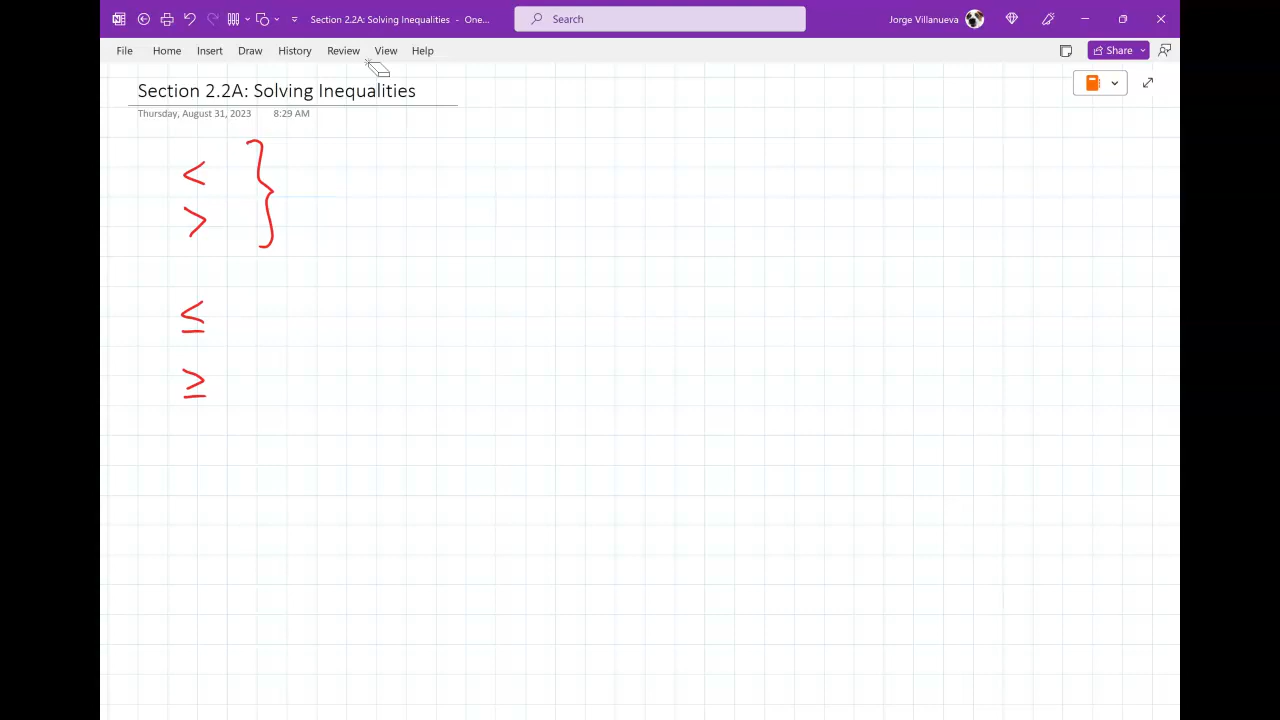 Section 2.2A: Solving Inequalities - One...
Search
Jorge Villanueva
File Home Insert Draw History Review View Help
Share
Section 2.2A: Solving Inequalities
Thursday, August 31, 2023 8:29 AM
< }
>
≤
≥